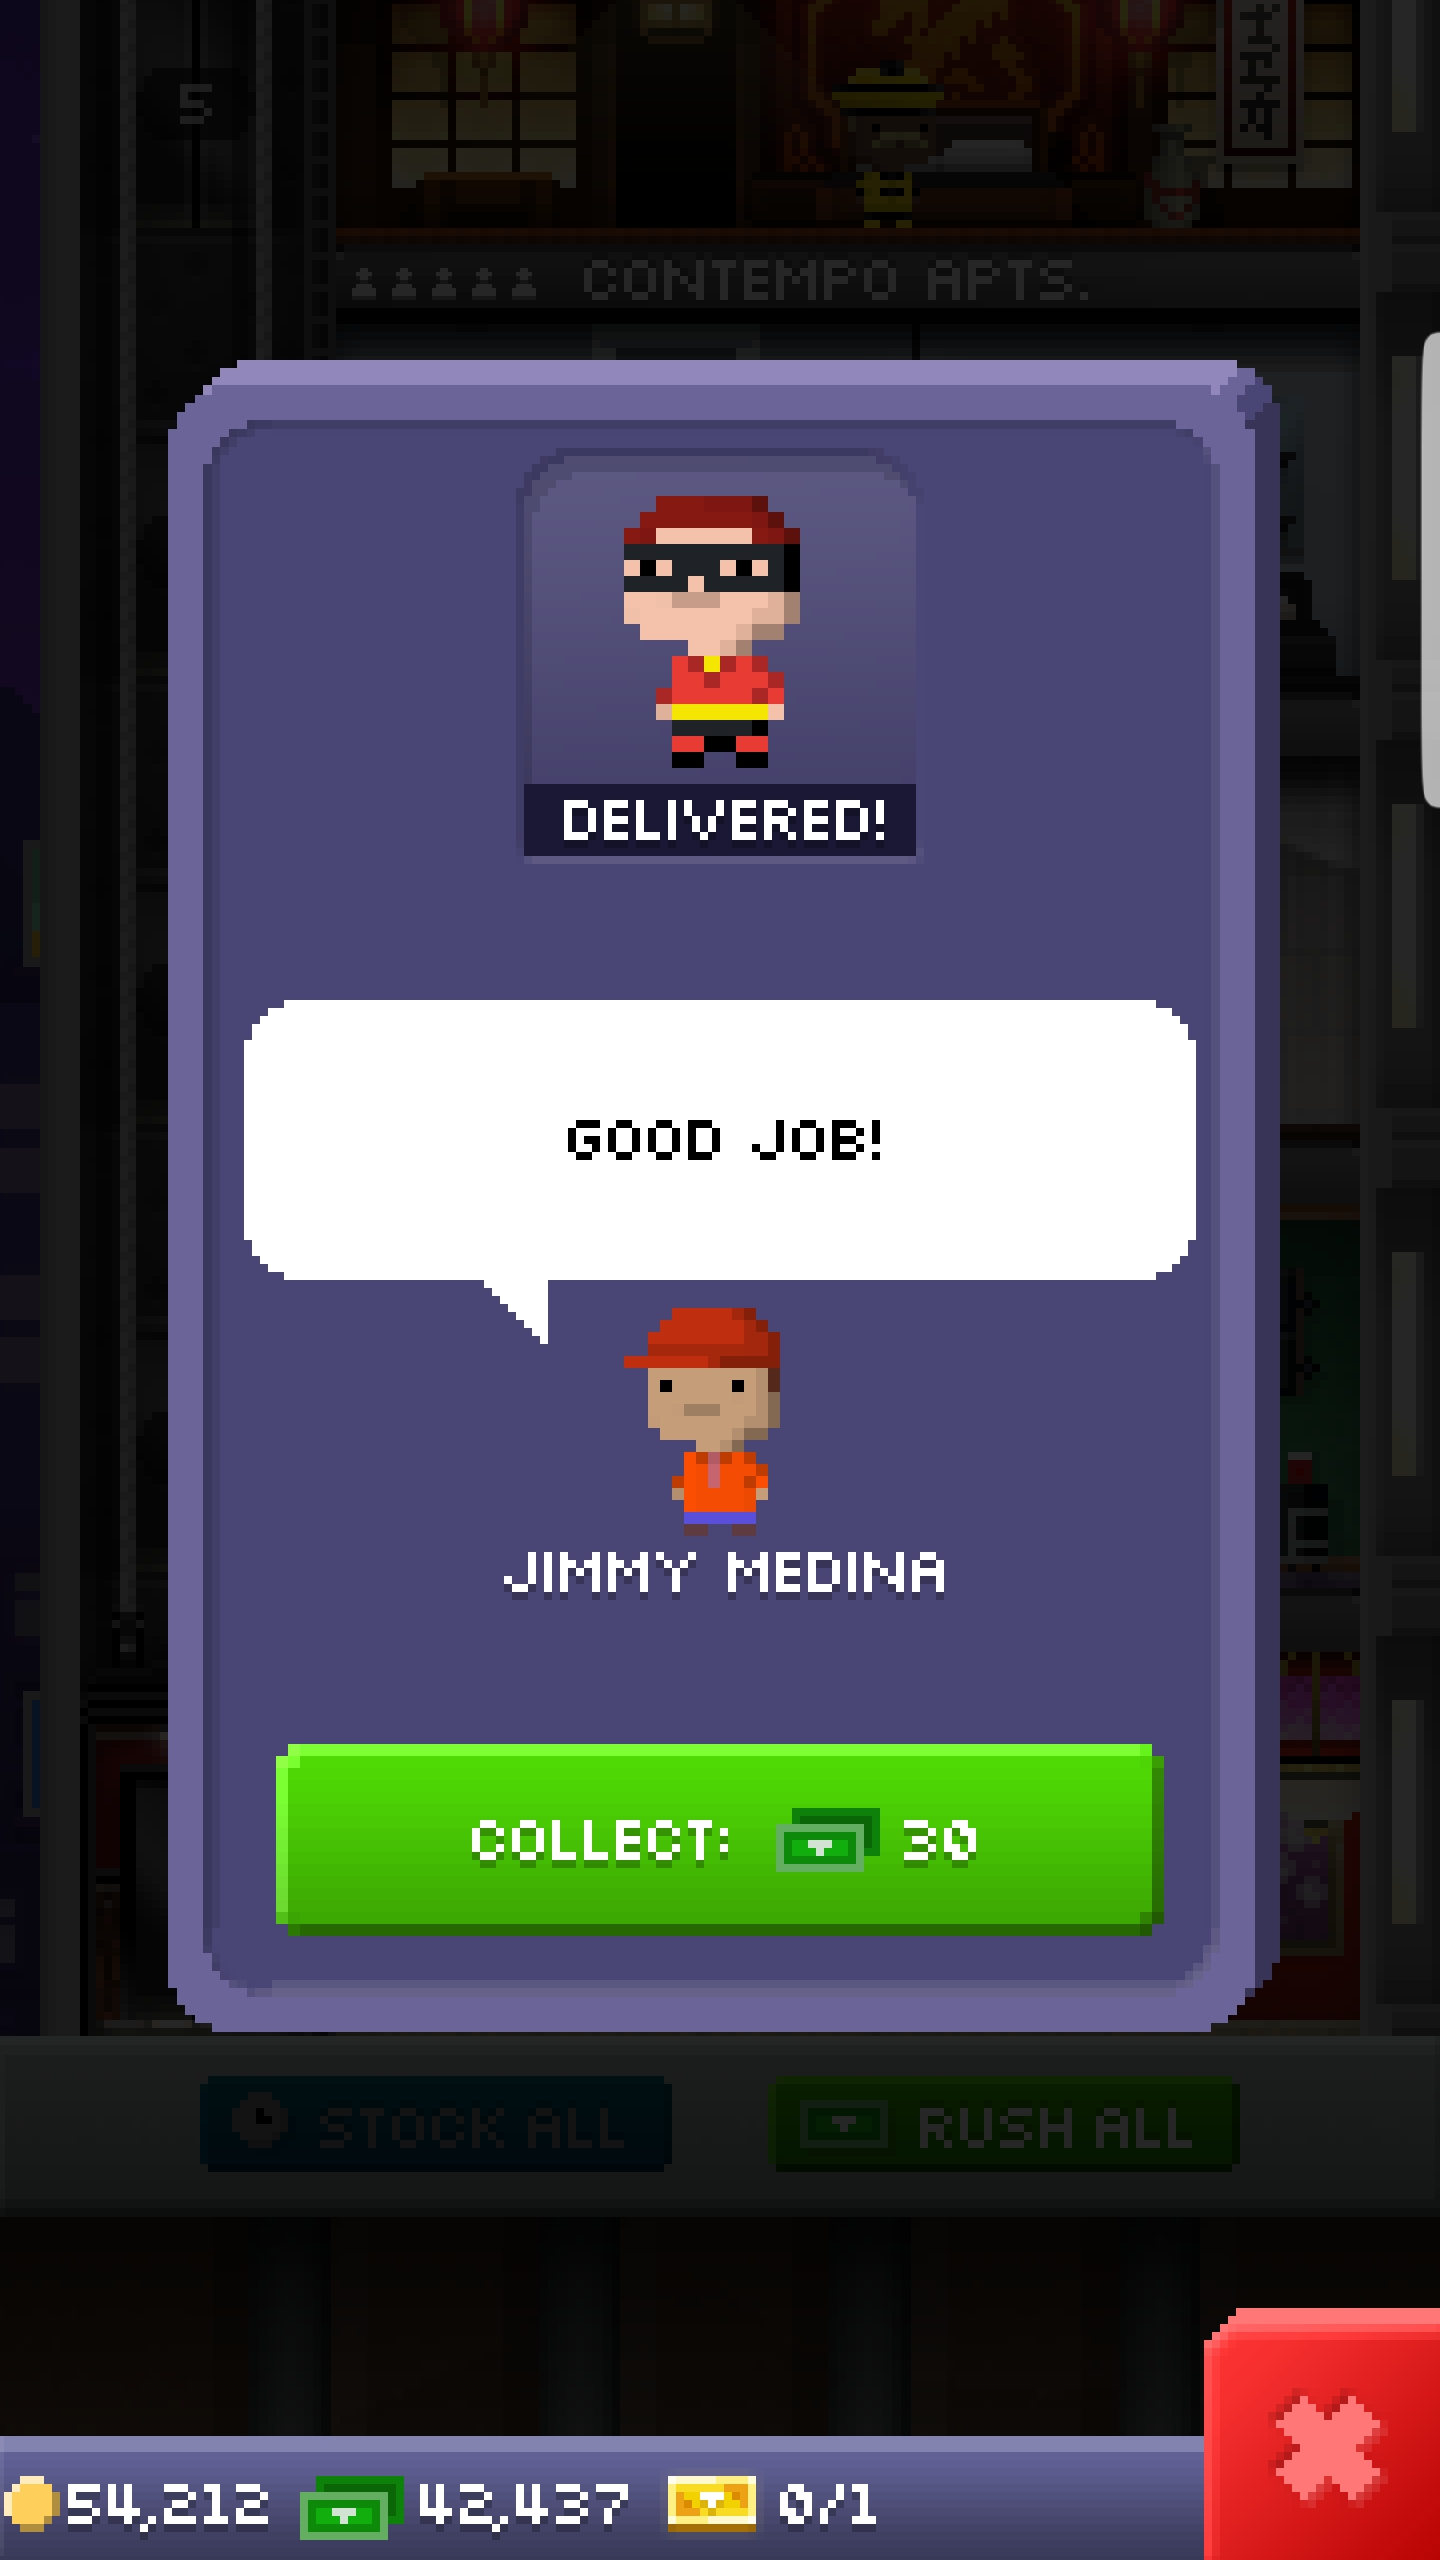 5
CONTEMPO APTS.
DELIVERED!
GOOD JOB!
JIMMY MEDINA
COLLECT: 30
STOCK ALL
RUSH ALL
54,212 42,437 0/1